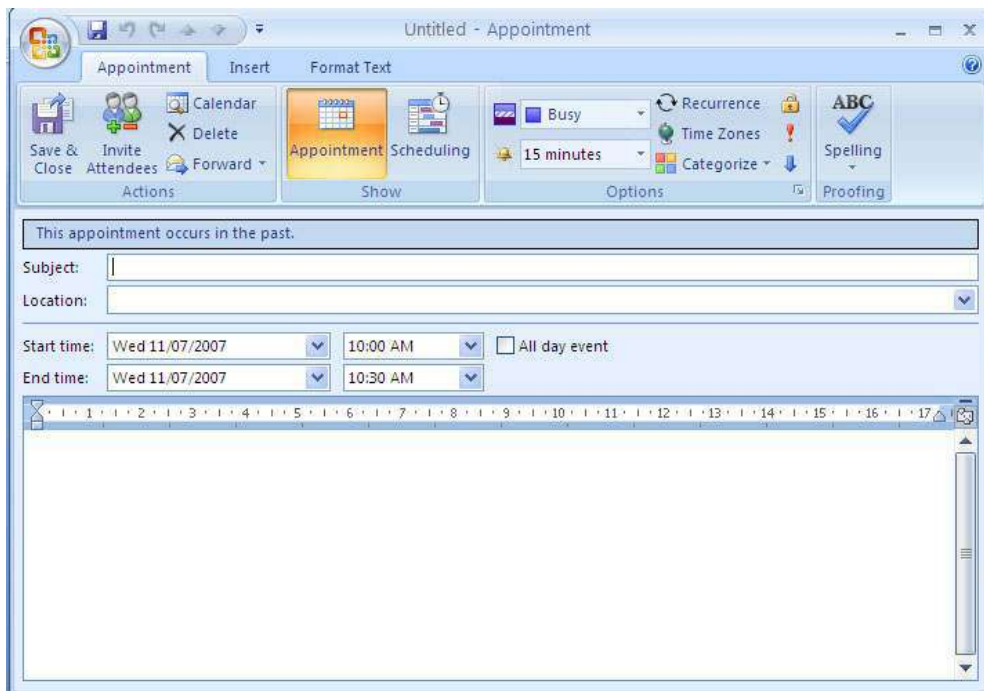 Untitled - Appointment
Appointment Insert Format Text
Save & Close
Invite Attendees
Calendar
Delete
Forward
Actions
Appointment Scheduling
Show
Busy
15 minutes
Recurrence
Time Zones
Categorize
Options
ABC
Spelling
Proofing
This appointment occurs in the past.
Subject:
Location:
Start time: Wed 11/07/2007 10:00 AM All day event
End time: Wed 11/07/2007 10:30 AM
1 2 3 4 5 6 7 8 9 10 11 12 13 14 15 16 17